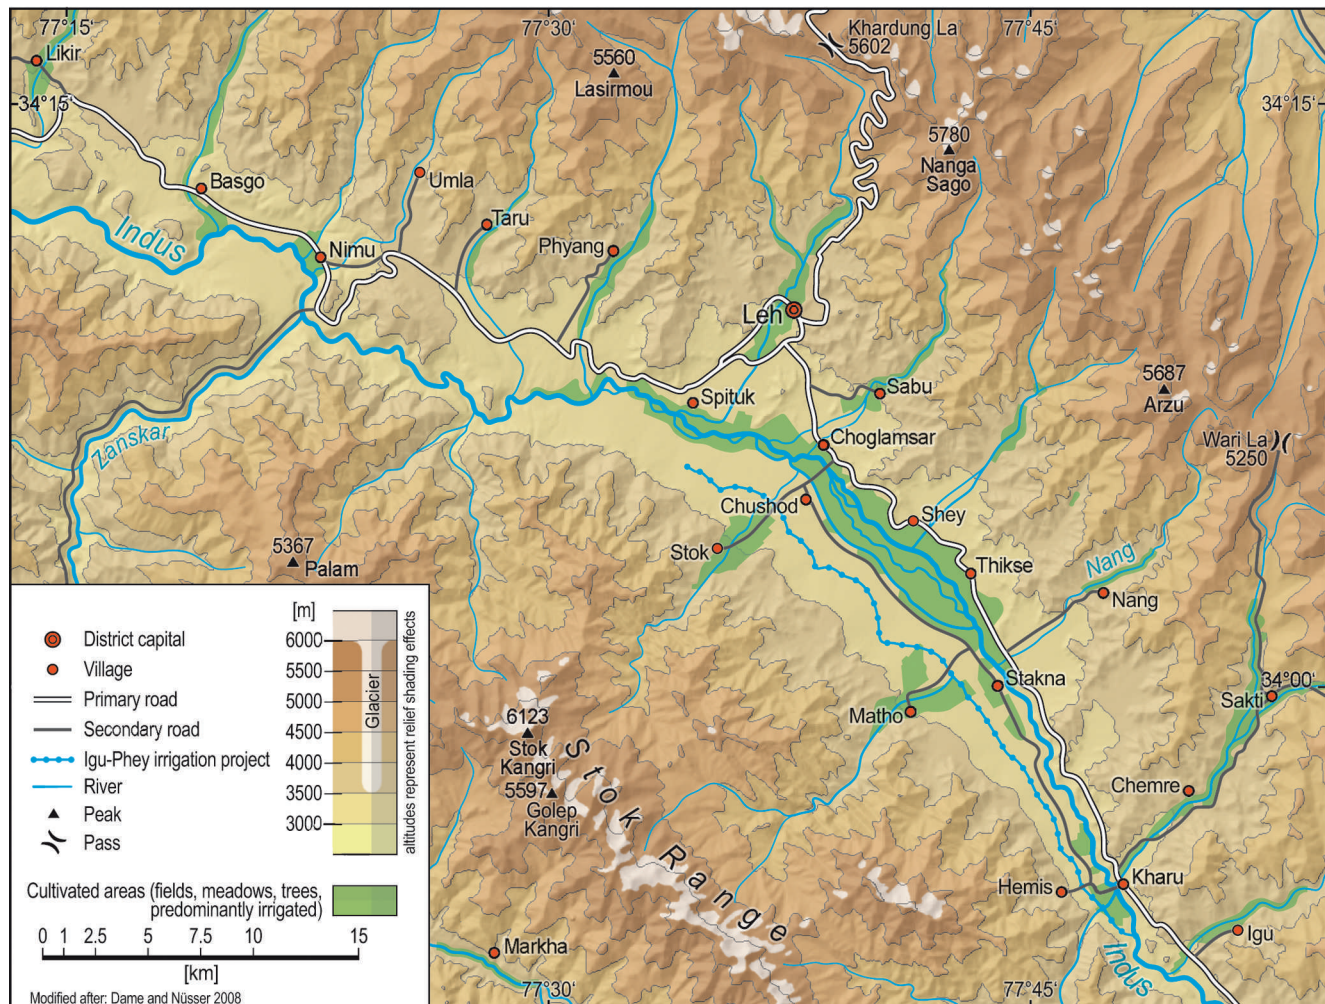 77°15'
77°30'
77°45'
Khardung La
5602
Likir
5560
Lasirmou
34°15'
34°15'
5780
Nanga
Sago
Basgo
Umla
Taru
Indus
Nimu
Phyang
Leh
5687
Arzu
Sabu
Spituk
Zanskar
Choglamsar
Wari La
5250
Chushod
Shey
Stok
5367
Palam
Thikse
Nang
Nang
Stakna
34°00'
Sakti
Matho
6123
Stok
Kangri
5597
Golep
Kangri
Stok Range
Chemre
Hemis
Kharu
Igu
Markha
Indus
77°30'
77°45'
[m]
District capital
6000
Village
5500
Primary road
5000
Secondary road
4500
Igu-Phey irrigation project
4000
River
3500
Peak
3000
Pass
Glacier
altitudes represent relief shading effects
Cultivated areas (fields, meadows, trees,
predominantly irrigated)
0 1 2.5 5 7.5 10 15
[km]
Modified after: Dame and Nüsser 2008